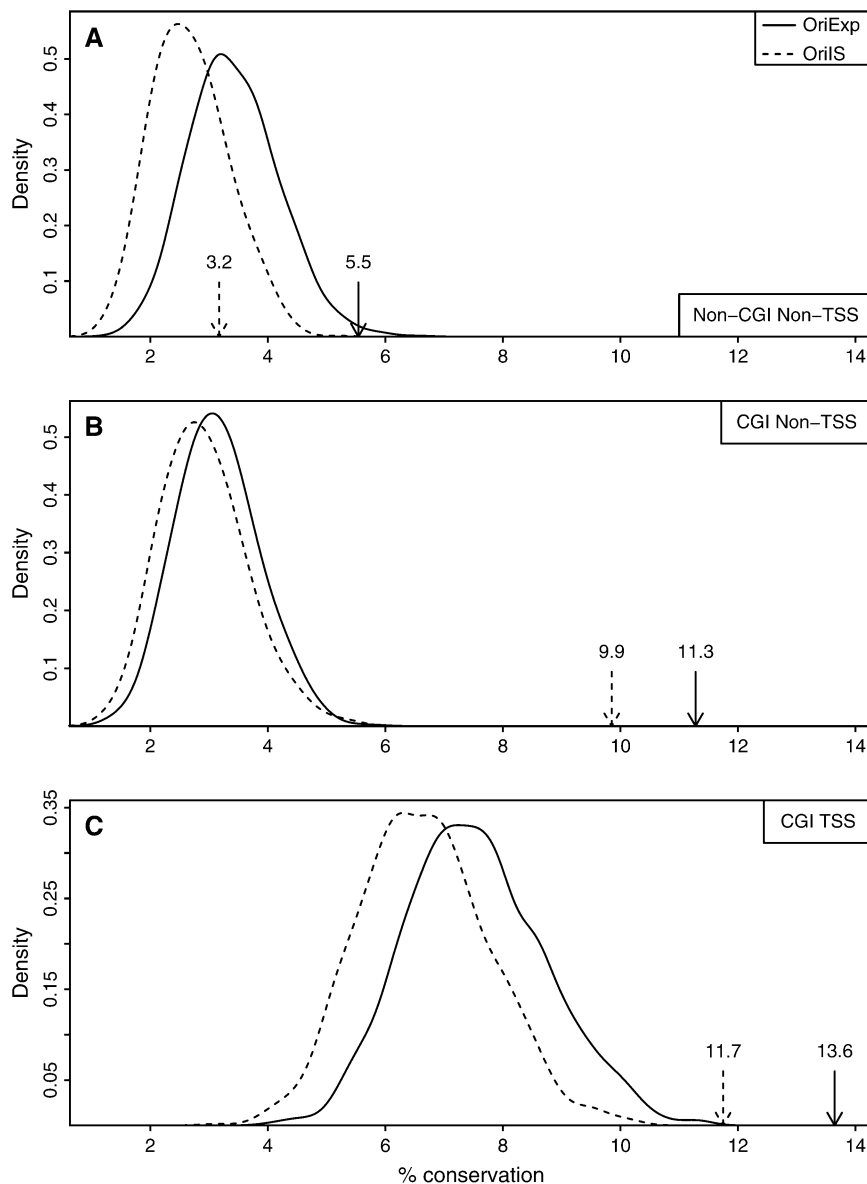 A
OriExp
OriIS
Density
0.5
0.4
0.3
0.2
0.1
3.2
5.5
Non−CGI Non−TSS
2 4 6 8 10 12 14
B
CGI Non−TSS
Density
0.5
0.4
0.3
0.2
0.1
9.9
11.3
2 4 6 8 10 12 14
C
CGI TSS
Density
0.35
0.25
0.15
0.05
11.7
13.6
2 4 6 8 10 12 14
% conservation